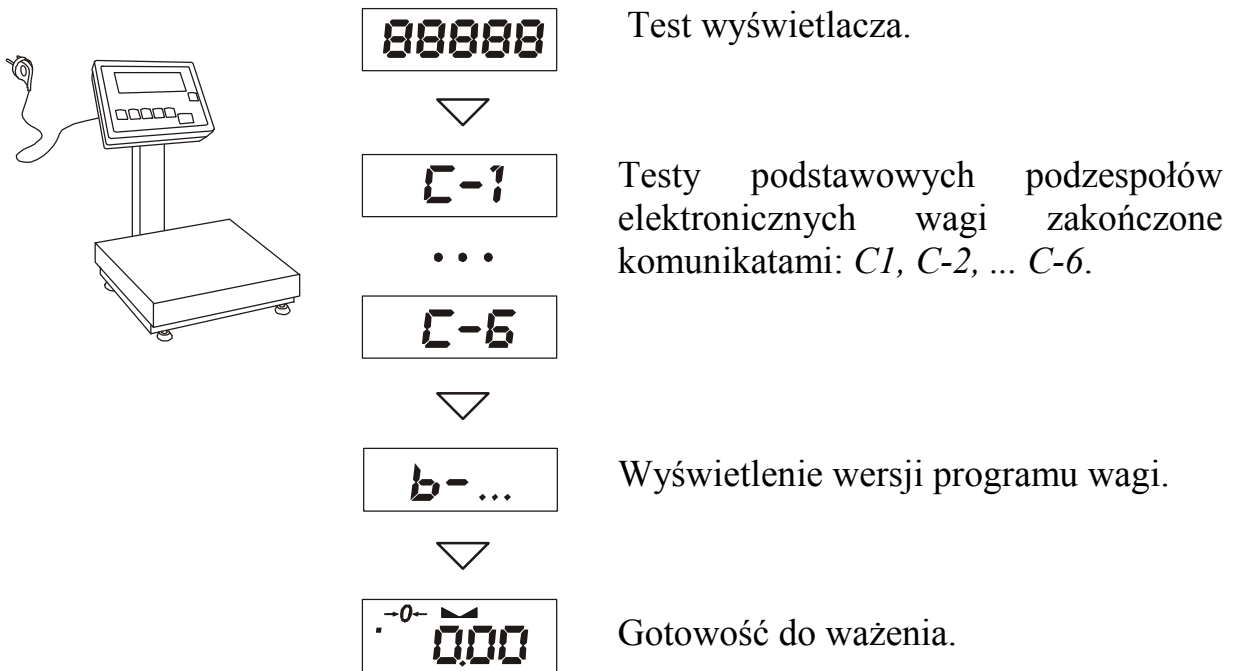 88888
Test wyświetlacza.
C-1
Testy podstawowych podzespołów
elektronicznych wagi zakończone
komunikatami: C1, C-2, ... C-6.
...
C-6
b-...
Wyświetlenie wersji programu wagi.
→0←
0.00
Gotowość do ważenia.